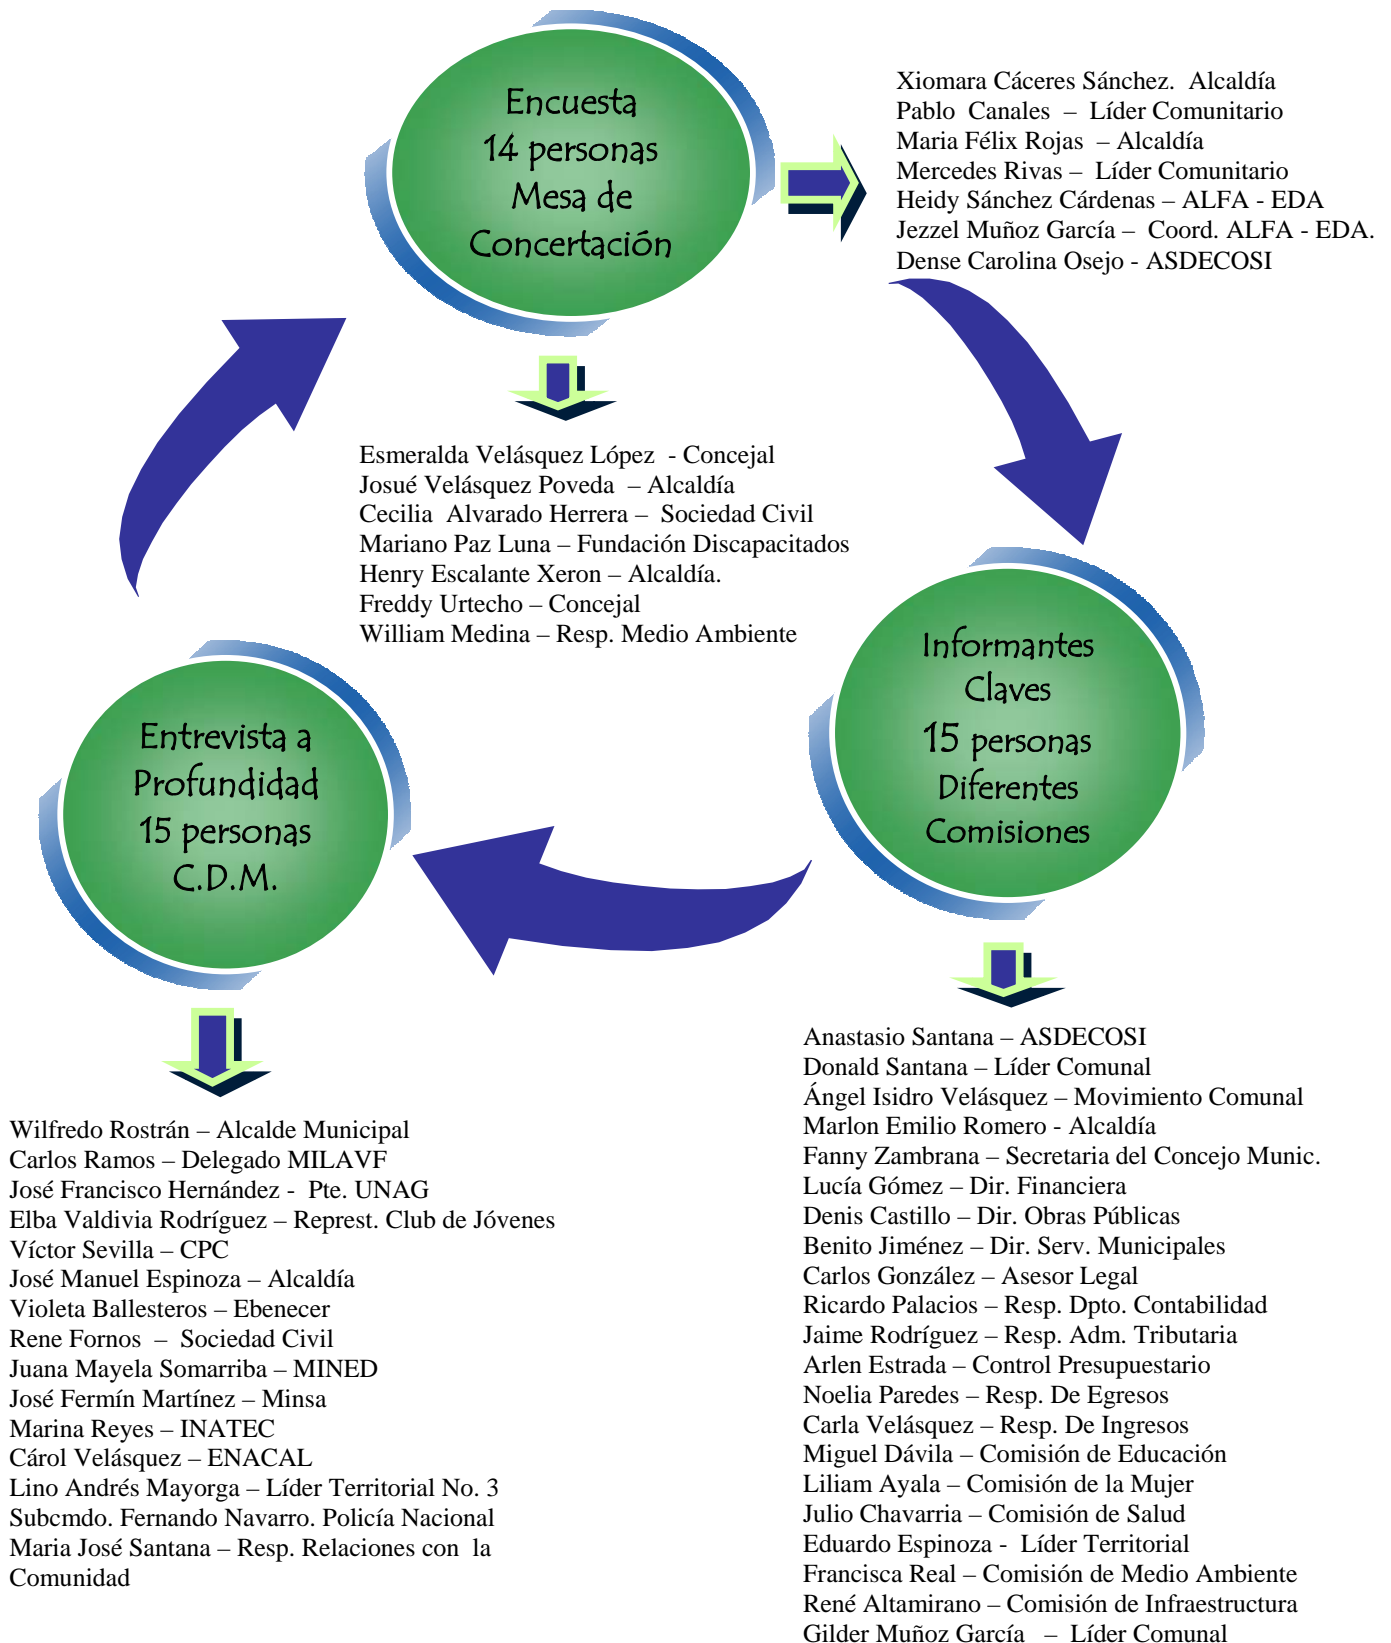 Encuesta
14 personas
Mesa de
Concertación
Xiomara Cáceres Sánchez.  Alcaldía
Pablo  Canales  –  Líder Comunitario
Maria Félix Rojas  – Alcaldía
Mercedes Rivas –  Líder Comunitario
Heidy Sánchez Cárdenas – ALFA - EDA
Jezzel Muñoz García –  Coord. ALFA - EDA.
Dense Carolina Osejo - ASDECOSI
Esmeralda Velásquez López  - Concejal
Josué Velásquez Poveda  – Alcaldía
Cecilia  Alvarado Herrera –  Sociedad Civil
Mariano Paz Luna – Fundación Discapacitados
Henry Escalante Xeron – Alcaldía.
Freddy Urtecho – Concejal
William Medina – Resp. Medio Ambiente
Informantes
Claves
15 personas
Diferentes
Comisiones
Entrevista a
Profundidad
15 personas
C.D.M.
Anastasio Santana – ASDECOSI
Donald Santana – Líder Comunal
Ángel Isidro Velásquez – Movimiento Comunal
Marlon Emilio Romero - Alcaldía
Fanny Zambrana – Secretaria del Concejo Munic.
Lucía Gómez – Dir. Financiera
Denis Castillo – Dir. Obras Públicas
Benito Jiménez – Dir. Serv. Municipales
Carlos González – Asesor Legal
Ricardo Palacios – Resp. Dpto. Contabilidad
Jaime Rodríguez – Resp. Adm. Tributaria
Arlen Estrada – Control Presupuestario
Noelia Paredes – Resp. De Egresos
Carla Velásquez – Resp. De Ingresos
Miguel Dávila – Comisión de Educación
Liliam Ayala – Comisión de la Mujer
Julio Chavarria – Comisión de Salud
Eduardo Espinoza -  Líder Territorial
Francisca Real – Comisión de Medio Ambiente
René Altamirano – Comisión de Infraestructura
Gilder Muñoz García   –  Líder Comunal
Wilfredo Rostrán – Alcalde Municipal
Carlos Ramos – Delegado MILAVF
José Francisco Hernández -  Pte. UNAG
Elba Valdivia Rodríguez – Represt. Club de Jóvenes
Víctor Sevilla – CPC
José Manuel Espinoza – Alcaldía
Violeta Ballesteros – Ebenecer
Rene Fornos  –  Sociedad Civil
Juana Mayela Somarriba – MINED
José Fermín Martínez – Minsa
Marina Reyes – INATEC
Cárol Velásquez – ENACAL
Lino Andrés Mayorga – Líder Territorial No. 3
Subcmdo. Fernando Navarro. Policía Nacional
Maria José Santana – Resp. Relaciones con  la
Comunidad